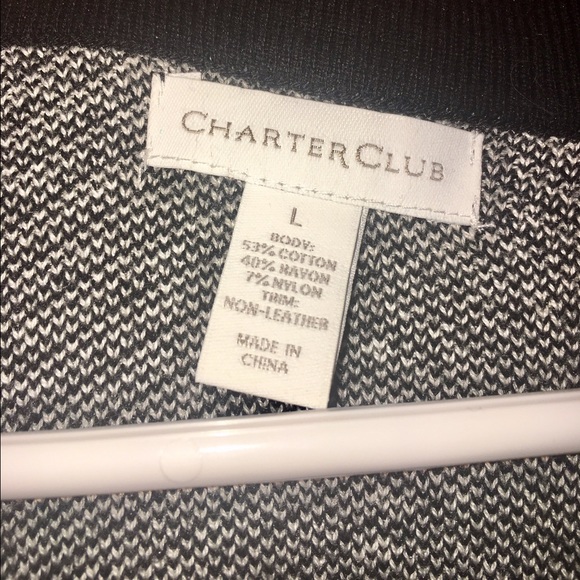 CHARTER CLUB
L
BODY:
53% COTTON
40% RAYON
7% NYLON
TRIM:
NON-LEATHER
MADE IN
CHINA